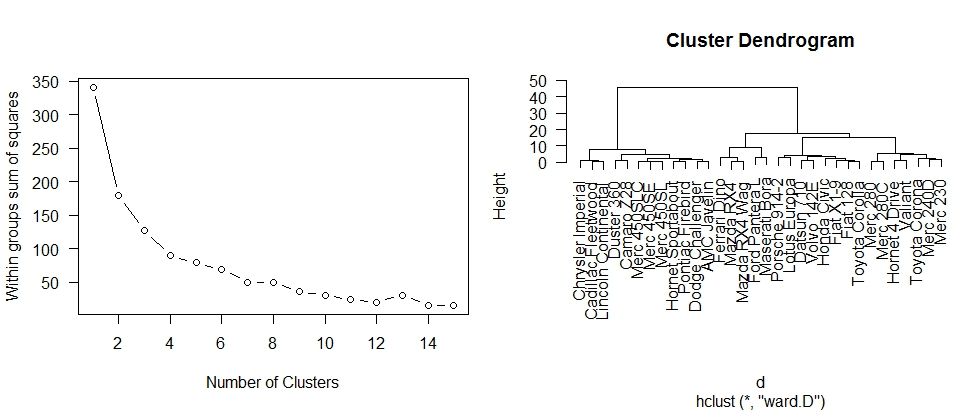 Within groups sum of squares
350
300
250
200
150
100
50
2
4
6
8
10
12
14
Number of Clusters
Cluster Dendrogram
Height
50
40
30
20
10
0
Chrysler Imperial
Cadillac Fleetwood
Lincoln Continental
Duster 360
Camaro Z28
Merc 450SLC
Merc 450SE
Merc 450SL
Hornet Sportabout
Pontiac Firebird
Dodge Challenger
AMC Javelin
Ferrari Dino
Mazda RX4
Mazda RX4 Wag
Ford Pantera L
Maserati Bora
Porsche 914-2
Lotus Europa
Datsun 710
Volvo 142E
Honda Civic
Fiat X1-9
Fiat 128
Toyota Corolla
Merc 280
Merc 280C
Hornet 4 Drive
Valiant
Toyota Corona
Merc 240D
Merc 230
d
hclust (*, "ward.D")